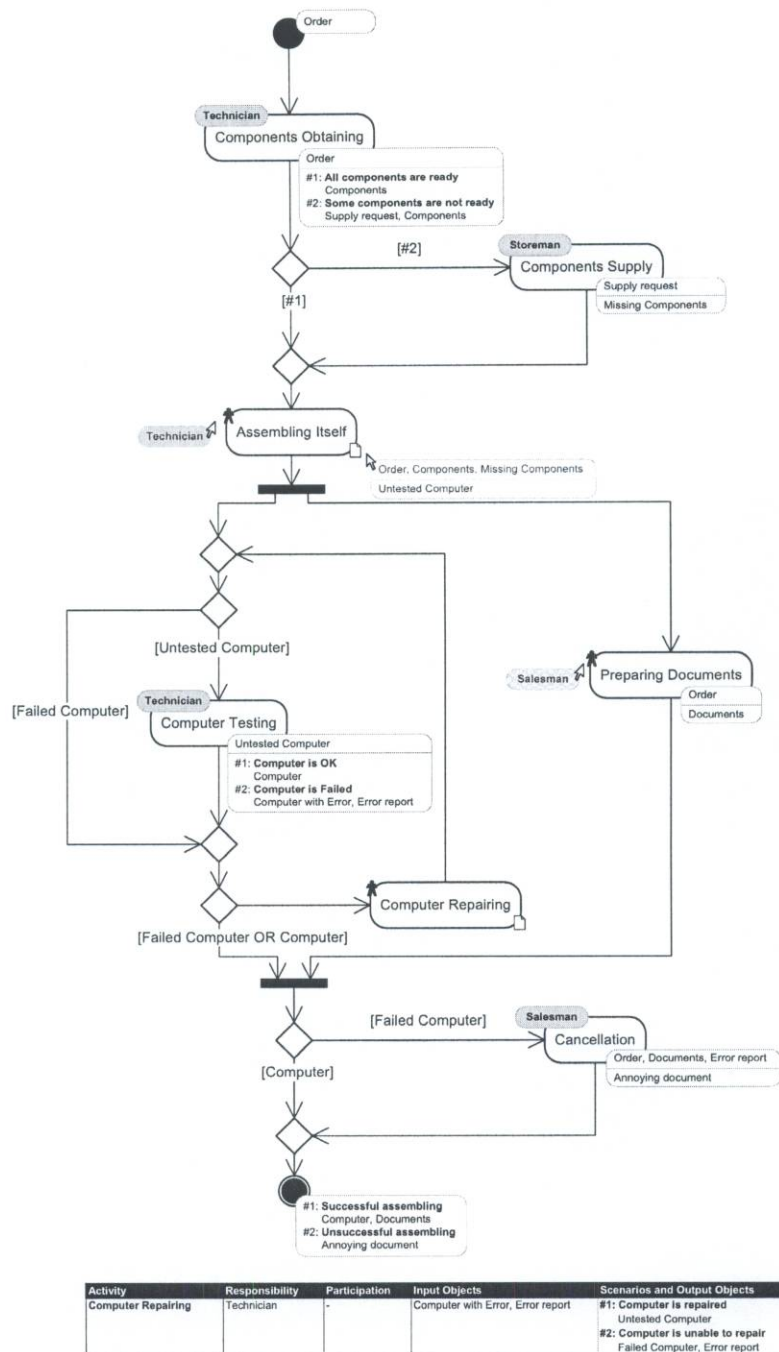 Order
Technician
Components Obtaining
Order
#1: All components are ready
Components
#2: Some components are not ready
Supply request, Components
[#2]
Storeman
Components Supply
Supply request
Missing Components
[#1]
Technician
Assembling Itself
Order, Components. Missing Components
Untested Computer
[Untested Computer]
[Failed Computer]
Technician
Computer Testing
Untested Computer
#1: Computer is OK
Computer
#2: Computer is Failed
Computer with Error, Error report
Salesman
Preparing Documents
Order
Documents
Computer Repairing
[Failed Computer OR Computer]
[Failed Computer]
Salesman
Cancellation
Order, Documents, Error report
Annoying document
[Computer]
#1: Successful assembling
Computer, Documents
#2: Unsuccessful assembling
Annoying document
Activity Responsibility Participation Input Objects Scenarios and Output Objects
Computer Repairing Technician - Computer with Error, Error report #1: Computer is repaired
Untested Computer
#2: Computer is unable to repair
Failed Computer, Error report